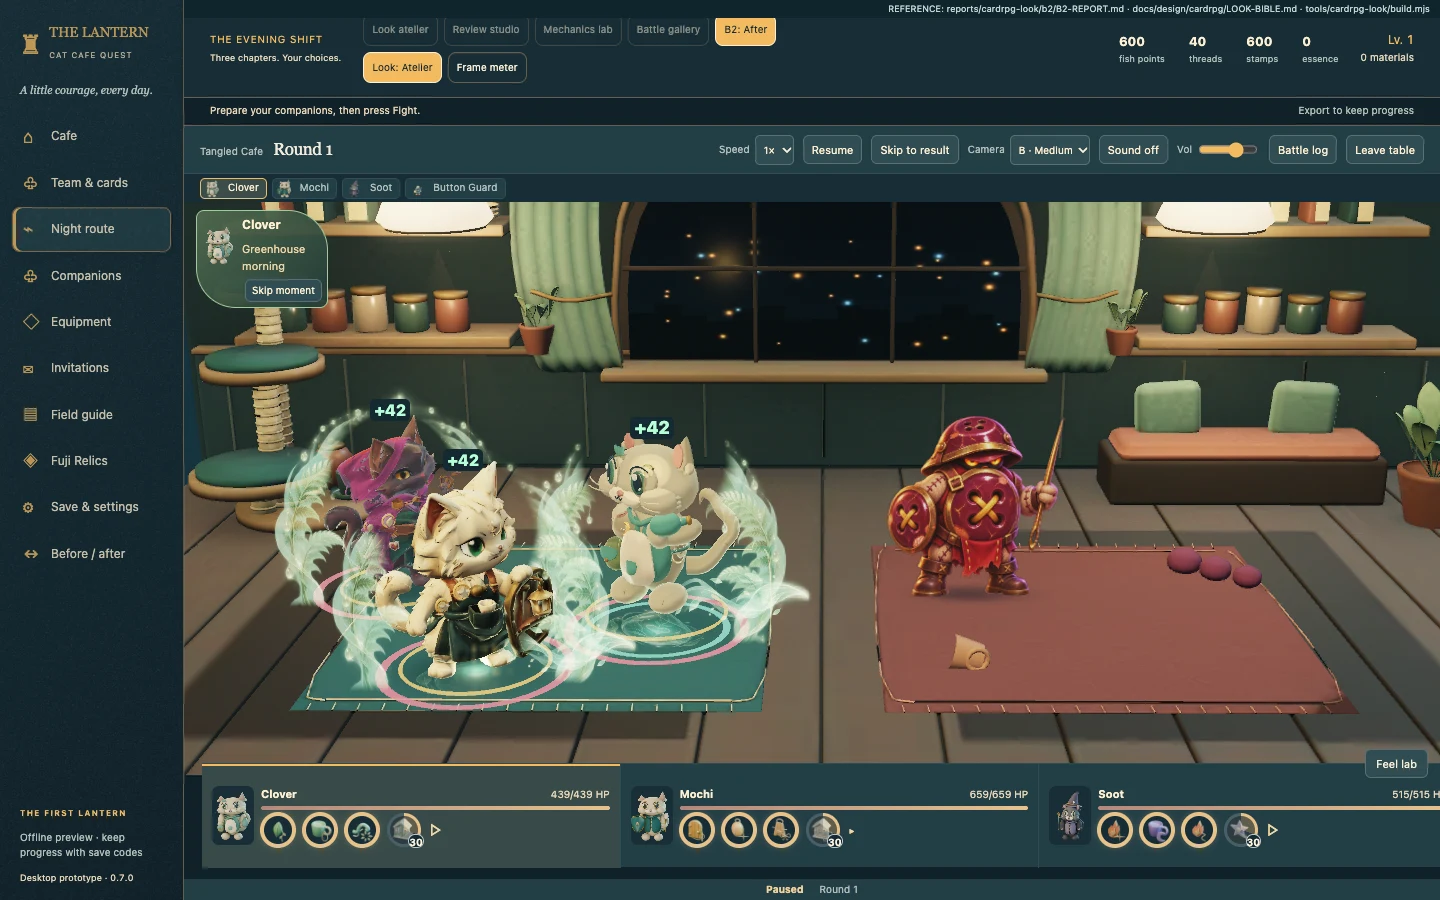 REFERENCE: reports/cardrpg-look/b2/B2-REPORT.md · docs/design/cardrpg/LOOK-BIBLE.md · tools/cardrpg-look/build.mjs
THE LANTERN
CAT CAFE QUEST
A little courage, every day.
Cafe
Team & cards
Night route
Companions
Equipment
Invitations
Field guide
Fuji Relics
Save & settings
Before / after
THE FIRST LANTERN
Offline preview · keep
progress with save codes
Desktop prototype · 0.7.0
THE EVENING SHIFT
Three chapters. Your choices.
Look atelier
Review studio
Mechanics lab
Battle gallery
B2: After
Look: Atelier
Frame meter
600
fish points
40
threads
600
stamps
0
essence
Lv. 1
0 materials
Prepare your companions, then press Fight.
Export to keep progress
Tangled Cafe
Round 1
Speed
1×
Resume
Skip to result
Camera
B · Medium
Sound off
Vol
Battle log
Leave table
Clover
Mochi
Soot
Button Guard
Clover
Greenhouse
morning
Skip moment
+42
+42
+42
Feel lab
Clover
439/439 HP
30
Mochi
659/659 HP
30
Soot
515/515 H
30
Paused
Round 1